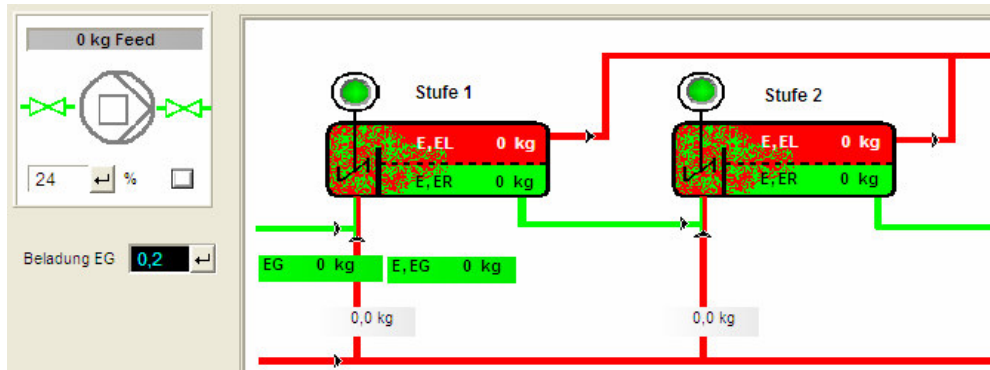 0 kg Feed
24 %
Beladung EG 0,2
Stufe 1
E,EL 0 kg
E,ER 0 kg
EG 0 kg E,EG 0 kg
0,0 kg
Stufe 2
E,EL 0 kg
E,ER 0 kg
0,0 kg